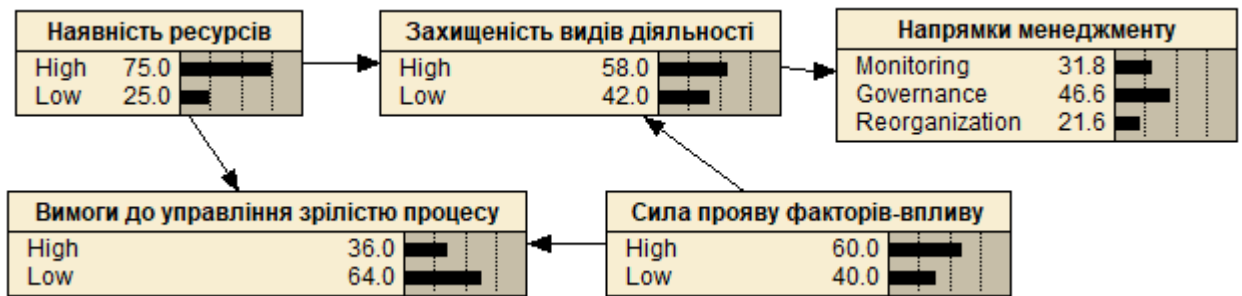 Наявність ресурсів
High 75.0
Low 25.0
Захищеність видів діяльності
High 58.0
Low 42.0
Напрямки менеджменту
Monitoring 31.8
Governance 46.6
Reorganization 21.6
Вимоги до управління зрілістю процесу
High 36.0
Low 64.0
Сила прояву факторів-впливу
High 60.0
Low 40.0